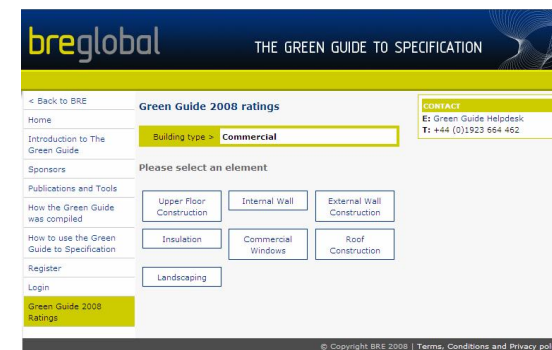 breglobal
THE GREEN GUIDE TO SPECIFICATION
< Back to BRE
Home
Introduction to The
Green Guide
Sponsors
Publications and Tools
How the Green Guide
was compiled
How to use the Green
Guide to Specification
Register
Login
Green Guide 2008
Ratings
Green Guide 2008 ratings
Building type > Commercial
Please select an element
Upper Floor
Construction
Internal Wall
External Wall
Construction
Insulation
Commercial
Windows
Roof
Construction
Landscaping
CONTACT
E: Green Guide Helpdesk
T: +44 (0)1923 664 462
© Copyright BRE 2008 | Terms, Conditions and Privacy pol